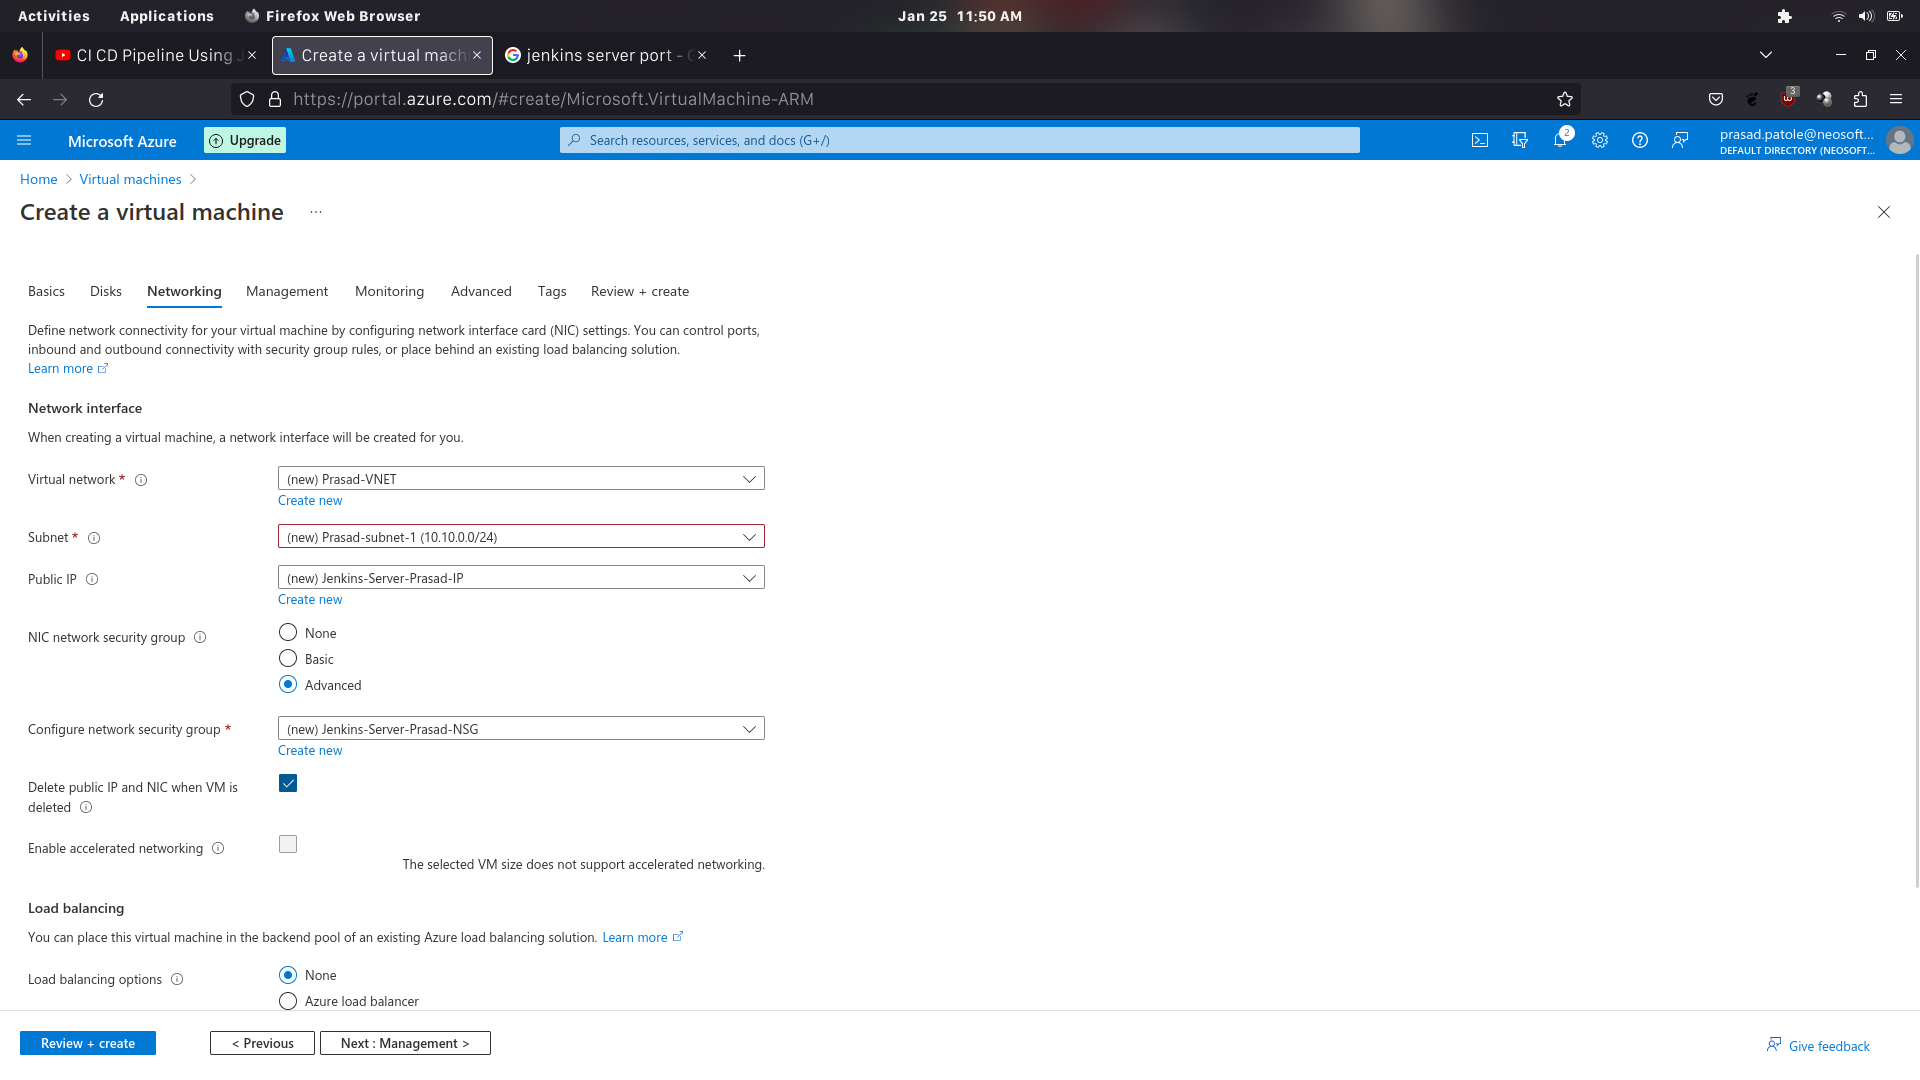 Activities Applications Firefox Web Browser Jan 25 11:50 AM
CI CD Pipeline Using Create a virtual mach jenkins server port -
https://portal.azure.com/#create/Microsoft.VirtualMachine-ARM 3
Microsoft Azure Upgrade Search resources, services, and docs (G+/) 2 prasad.patole@neosoft...
DEFAULT DIRECTORY (NEOSOFT...
Home > Virtual machines >
Create a virtual machine ...
Basics Disks Networking Management Monitoring Advanced Tags Review + create
Define network connectivity for your virtual machine by configuring network interface card (NIC) settings. You can control ports,
inbound and outbound connectivity with security group rules, or place behind an existing load balancing solution.
Learn more
Network interface
When creating a virtual machine, a network interface will be created for you.
Virtual network * (new) Prasad-VNET
Create new
Subnet * (new) Prasad-subnet-1 (10.10.0.0/24)
Public IP (new) Jenkins-Server-Prasad-IP
Create new
NIC network security group None
Basic
Advanced
Configure network security group * (new) Jenkins-Server-Prasad-NSG
Create new
Delete public IP and NIC when VM is
deleted
Enable accelerated networking
The selected VM size does not support accelerated networking.
Load balancing
You can place this virtual machine in the backend pool of an existing Azure load balancing solution. Learn more
Load balancing options None
Azure load balancer
Review + create < Previous Next : Management > Give feedback